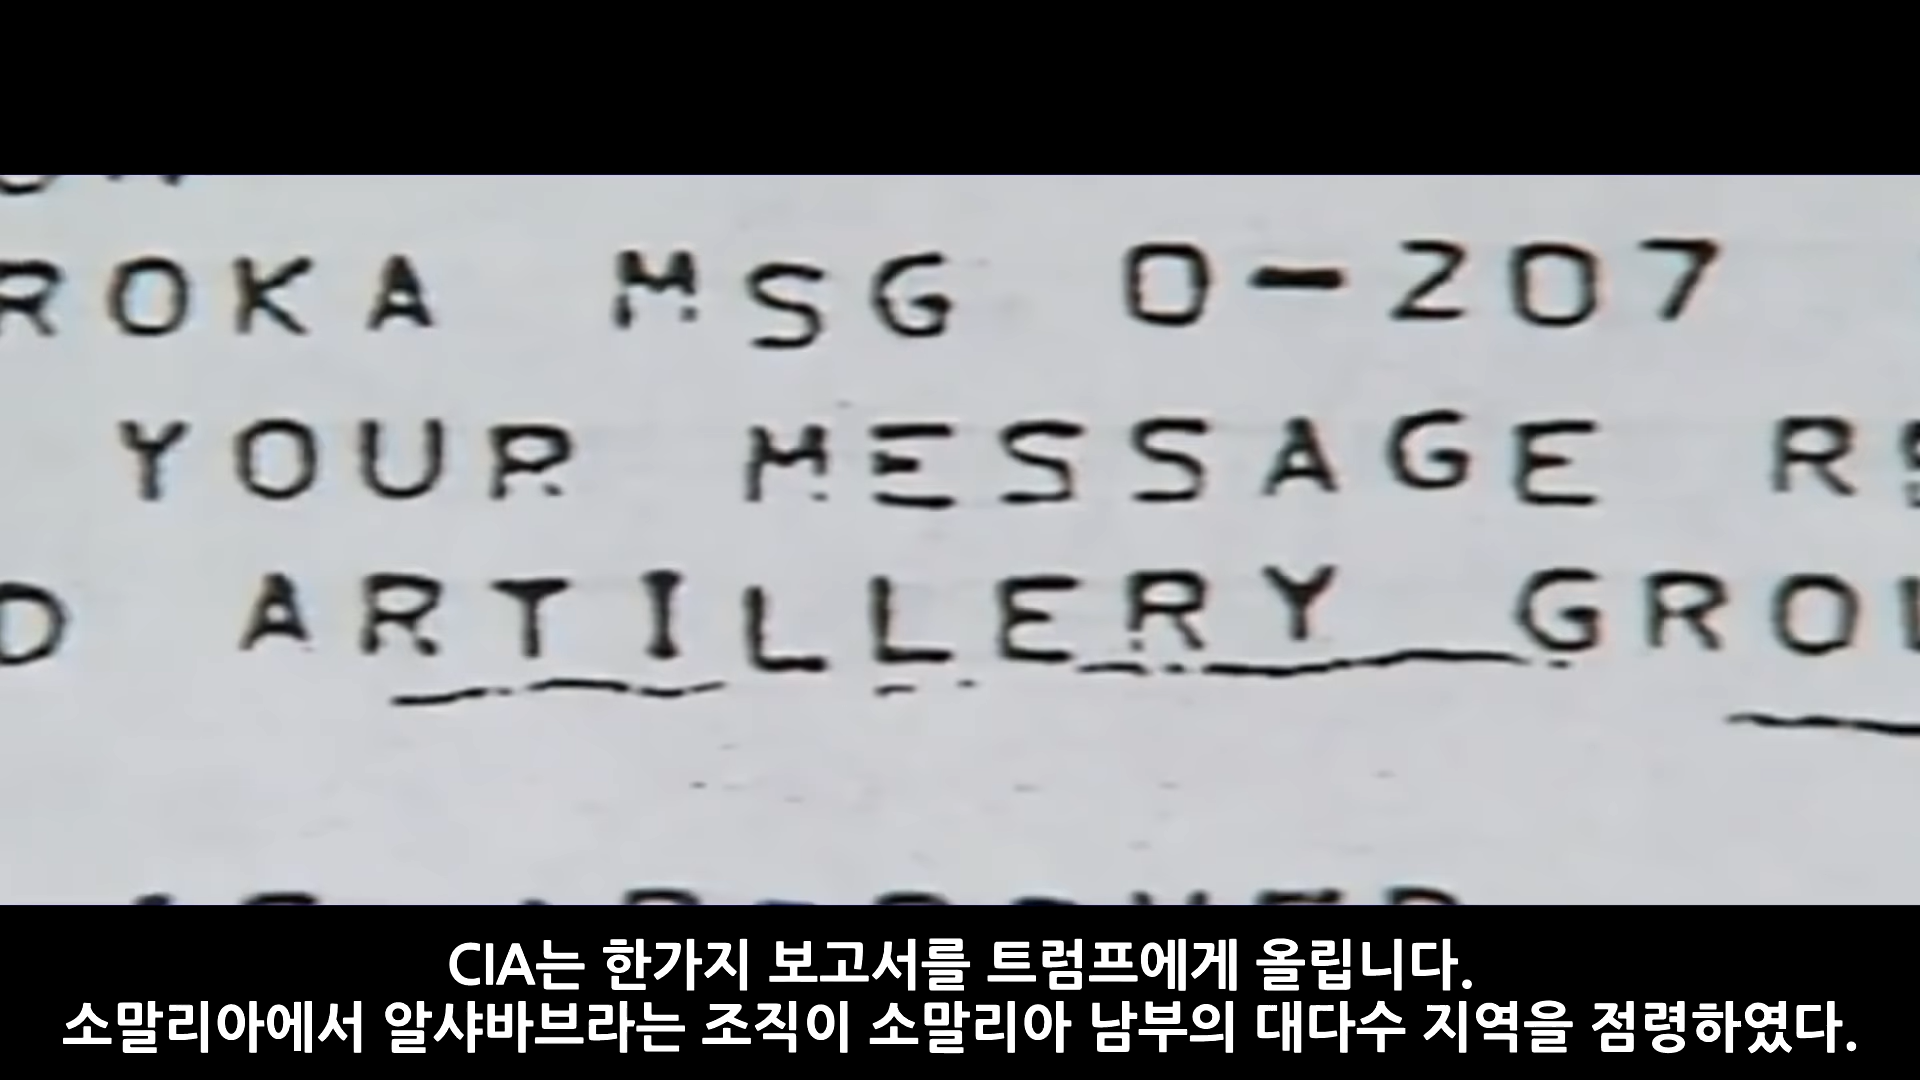 ROKA MSG 0-207
YOUR MESSAGE
ARTILLERY
CIA는 한가지 보고서를 트럼프에게 올립니다.
소말리아에서 알샤바브라는 조직이 소말리아 남부의 대다수 지역을 점령하였다.